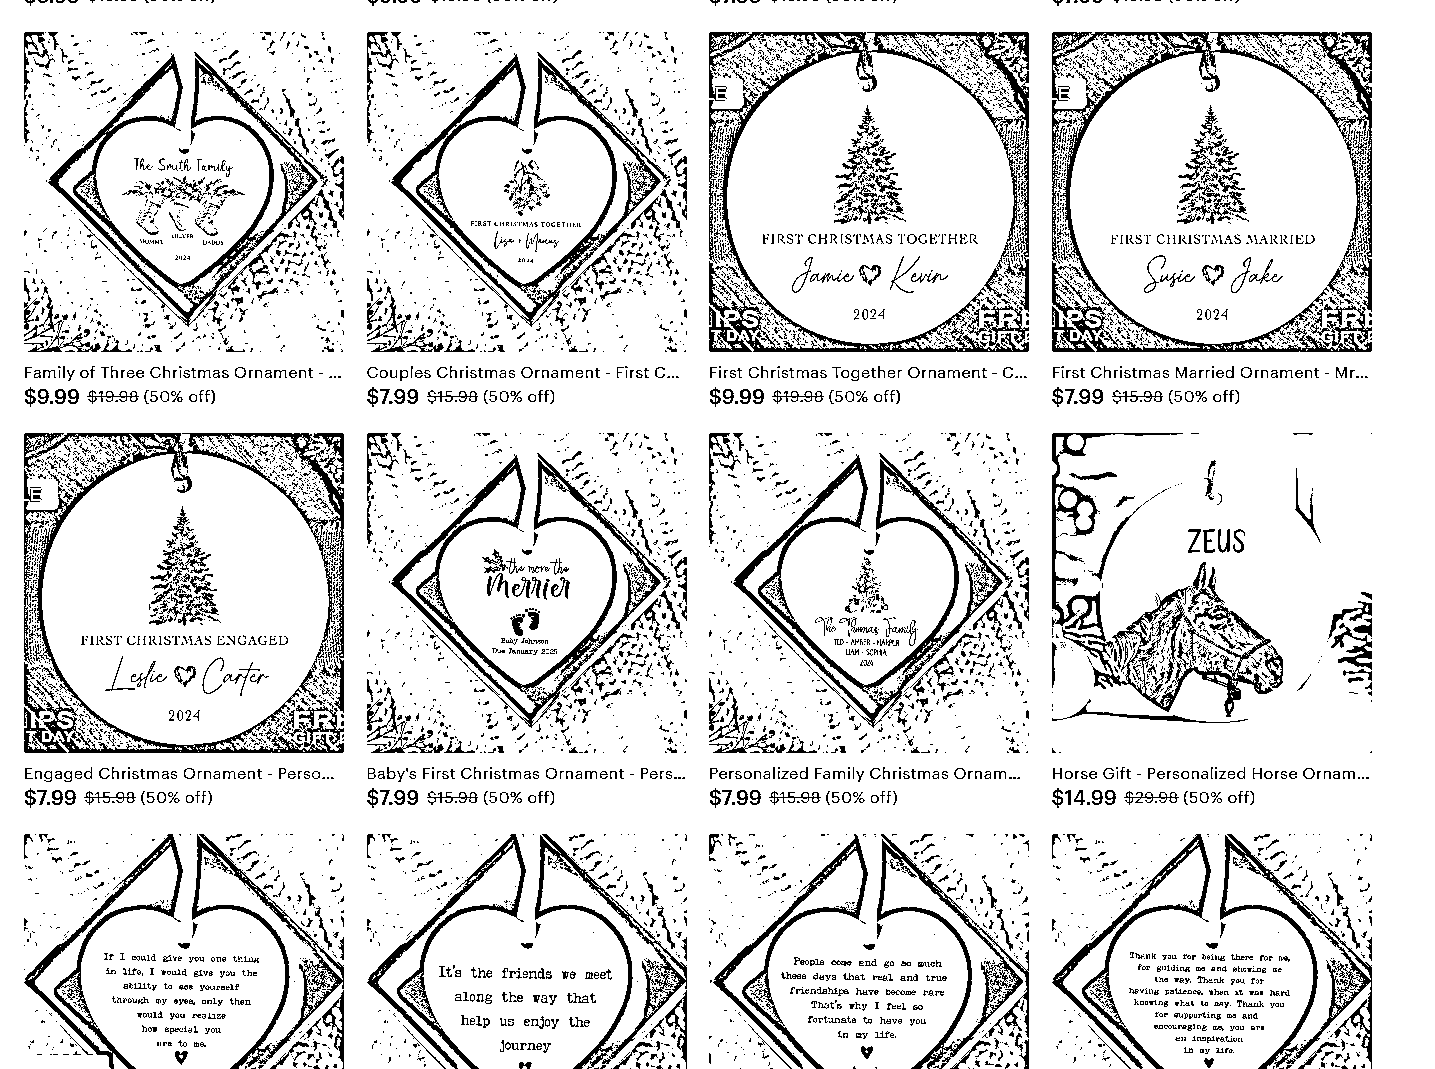 The Smith Family
MOMMY OLIVER DADDY
2024
FIRST CHRISTMAS TOGETHER
Lisa + Marcus
2024
E
FIRST CHRISTMAS TOGETHER
Jamie Kevin
2024
IPS
T DAY
FRE
GIFT
E
FIRST CHRISTMAS MARRIED
Susie Jake
2024
IPS
T DAY
FRE
GIFT
Family of Three Christmas Ornament - ...
$9.99 $19.98 (50% off)
Couples Christmas Ornament - First C...
$7.99 $15.98 (50% off)
First Christmas Together Ornament - C...
$9.99 $19.98 (50% off)
First Christmas Married Ornament - Mr...
$7.99 $15.98 (50% off)
E
FIRST CHRISTMAS ENGAGED
Leslie Carter
2024
IPS
T DAY
FRE
GIFT
the more the
Merrier
Baby Johnson
Due January 2025
The Thomas Family
TED - AMBER - HARPER
LIAM - SOPHIA
2024
ZEUS
Engaged Christmas Ornament - Perso...
$7.99 $15.98 (50% off)
Baby's First Christmas Ornament - Pers...
$7.99 $15.98 (50% off)
Personalized Family Christmas Ornam...
$7.99 $15.98 (50% off)
Horse Gift - Personalized Horse Ornam...
$14.99 $29.98 (50% off)
If I could give you one thing
in life, I would give you the
ability to see yourself
through my eyes, only then
would you realize
how special you
are to me.
It's the friends we meet
along the way that
help us enjoy the
journey
People come and go so much
these days that real and true
friendships have become rare
That's why I feel so
fortunate to have you
in my life.
Thank you for being there for me,
for guiding me and showing me
the way. Thank you for
having patience, when it was hard
knowing what to say. Thank you
for supporting me and
encouraging me, you are
an inspiration
in my life.